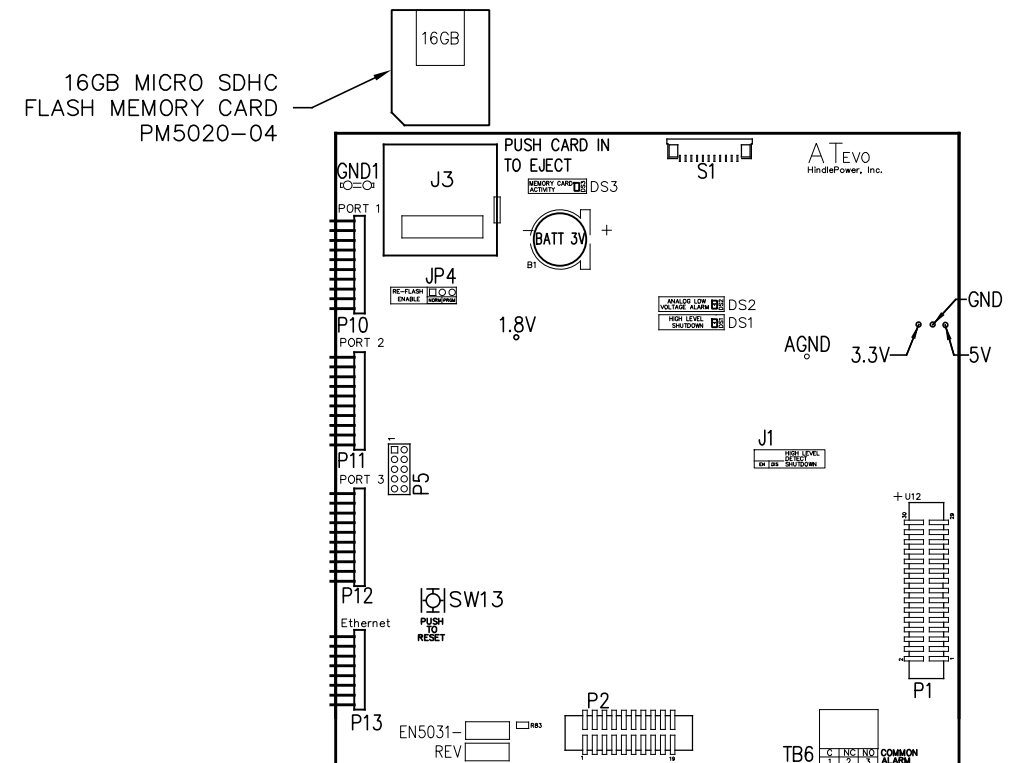 16GB
16GB MICRO SDHC
FLASH MEMORY CARD
PM5020-04
PUSH CARD IN
TO EJECT
S1
A TEVO
HindlePower, Inc.
GND1
J3
MEMORY CARD
ACTIVITY
DS3
DS3
PORT 1
BATT 3V
- +
B1
JP4
RE-FLASH
ENABLE
NORM PRGM
ANALOG LOW
VOLTAGE ALARM
DS2
DS2
HIGH LEVEL
SHUTDOWN
DS1
DS1
GND
P10
1.8V
AGND
3.3V
5V
PORT 2
J1
HIGH LEVEL
DETECT
EN DIS SHUTDOWN
1
P11
P5
PORT 3
+ U12
30 29
P12
SW13
PUSH
TO
RESET
Ethernet
2 1
P1
P2
P13
EN5031-
R83
REV
1 19
TB6
C NC NO COMMON
1 2 3 ALARM